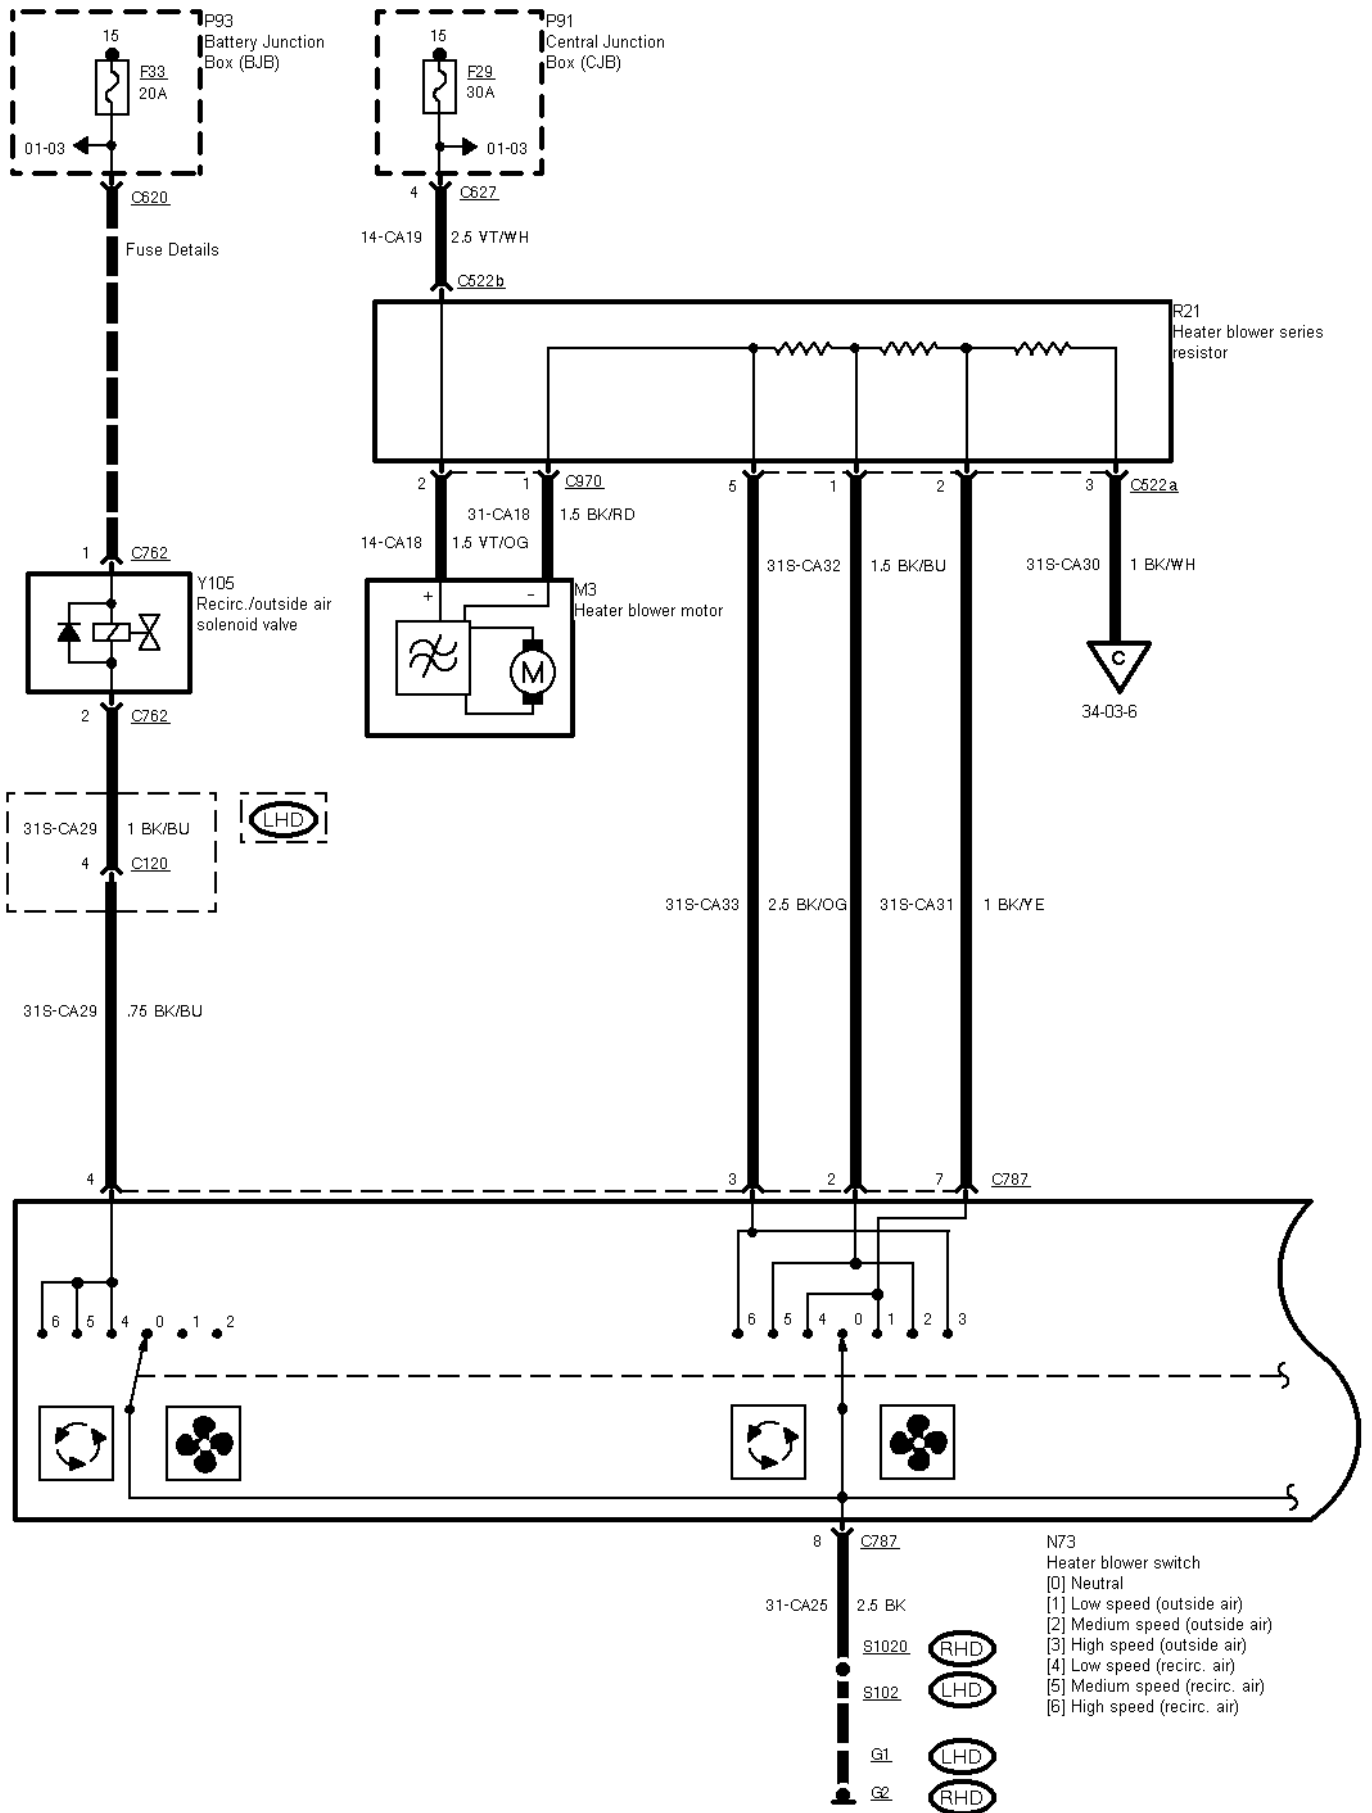 P93
Battery Junction
Box (BJB)
15
F33
20A
01-03
C620
Fuse Details
P91
Central Junction
Box (CJB)
15
F29
30A
01-03
4 C627
14-CA19 2.5 VT/WH
C522b
R21
Heater blower series
resistor
2 1 C970
5 1 2 3 C522a
31-CA18 1.5 BK/RD
14-CA18 1.5 VT/OG
31S-CA32 1.5 BK/BU
31S-CA30 1 BK/WH
1 C762
Y105
Recirc./outside air
solenoid valve
+ -
M3
Heater blower motor
M
C
34-03-6
2 C762
LHD
31S-CA29 1 BK/BU
4 C120
31S-CA33 2.5 BK/OG
31S-CA31 1 BK/YE
31S-CA29 .75 BK/BU
4 3 2 7 C787
6 5 4 0 1 2
6 5 4 0 1 2 3
8 C787
31-CA25 2.5 BK
S1020 RHD
S102 LHD
G1 LHD
G2 RHD
N73
Heater blower switch
[0] Neutral
[1] Low speed (outside air)
[2] Medium speed (outside air)
[3] High speed (outside air)
[4] Low speed (recirc. air)
[5] Medium speed (recirc. air)
[6] High speed (recirc. air)